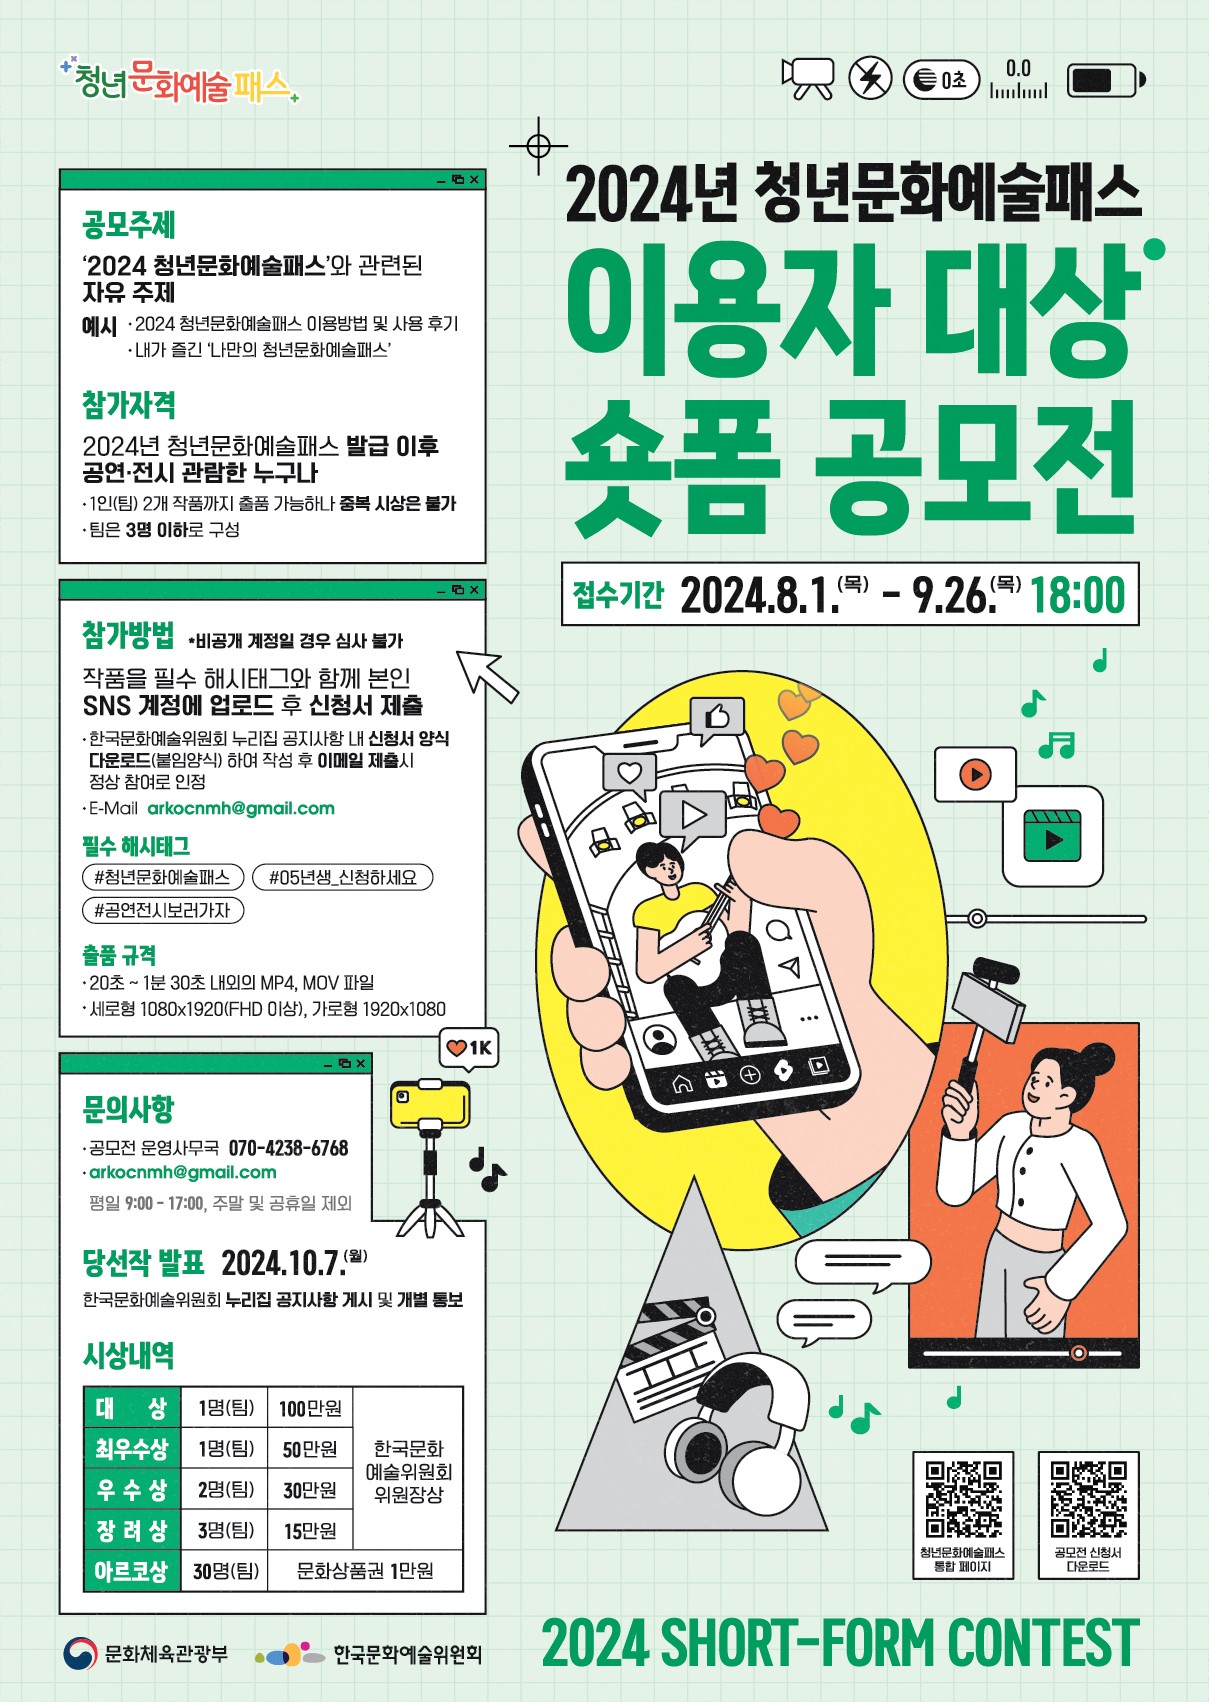 청년문화예술패스
0초
0.0
2024년 청년문화예술패스
이용자 대상
숏폼 공모전
접수기간 2024.8.1.(목) - 9.26.(목) 18:00
공모주제
‘2024 청년문화예술패스’와 관련된
자유 주제
예시 · 2024 청년문화예술패스 이용방법 및 사용 후기
· 내가 즐긴 ‘나만의 청년문화예술패스’
참가자격
2024년 청년문화예술패스 발급 이후
공연·전시 관람한 누구나
· 1인(팀) 2개 작품까지 출품 가능하나 중복 시상은 불가
· 팀은 3명 이하로 구성
참가방법 *비공개 계정일 경우 심사 불가
작품을 필수 해시태그와 함께 본인
SNS 계정에 업로드 후 신청서 제출
· 한국문화예술위원회 누리집 공지사항 내 신청서 양식
다운로드(붙임양식) 하여 작성 후 이메일 제출시
정상 참여로 인정
· E-Mail arkocnmh@gmail.com
필수 해시태그
#청년문화예술패스 #05년생_신청하세요
#공연전시보러가자
출품 규격
· 20초 ~ 1분 30초 내외의 MP4, MOV 파일
· 세로형 1080x1920(FHD 이상), 가로형 1920x1080
1K
문의사항
· 공모전 운영사무국 070-4238-6768
· arkocnmh@gmail.com
평일 9:00 - 17:00, 주말 및 공휴일 제외
당선작 발표 2024.10.7.(월)
한국문화예술위원회 누리집 공지사항 게시 및 개별 통보
시상내역
대 상 1명(팀) 100만원
최우수상 1명(팀) 50만원
우 수 상 2명(팀) 30만원
장 려 상 3명(팀) 15만원
한국문화
예술위원회
위원장상
아르코상 30명(팀) 문화상품권 1만원
청년문화예술패스
통합 페이지
공모전 신청서
다운로드
문화체육관광부 한국문화예술위원회
2024 SHORT-FORM CONTEST